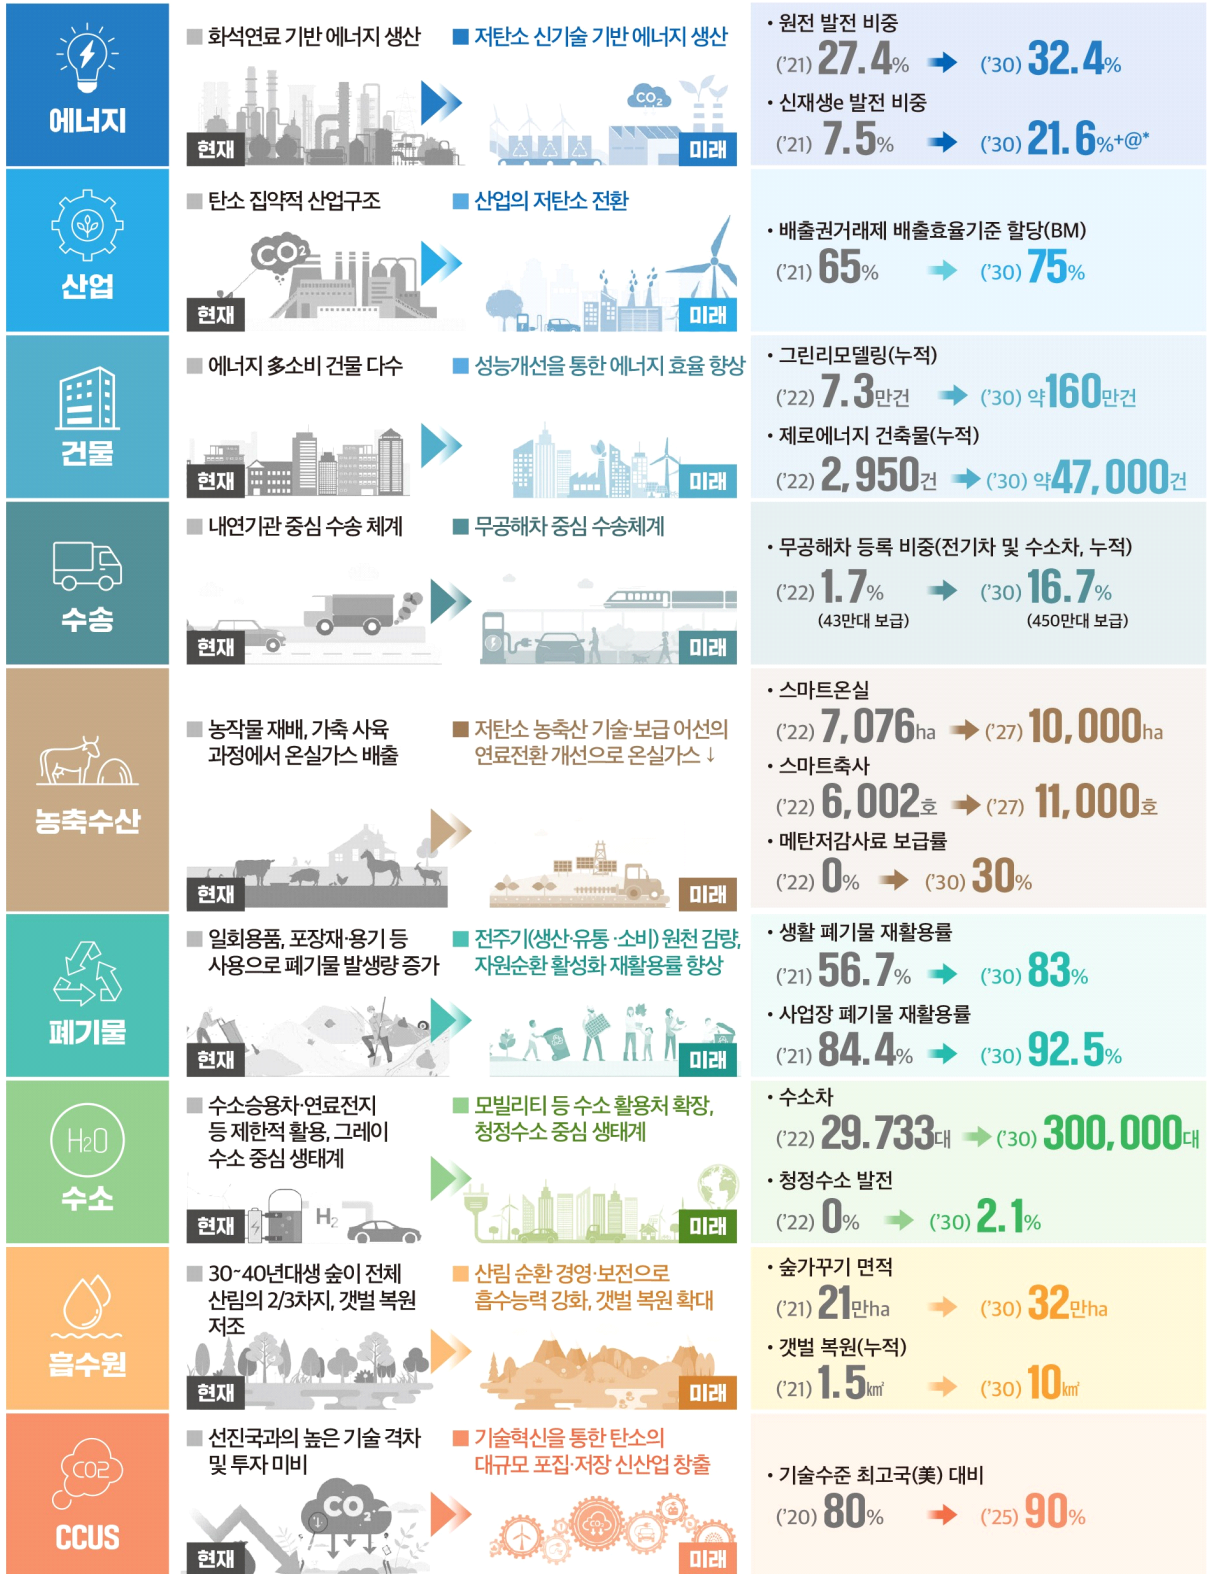 에너지
■ 화석연료 기반 에너지 생산
현재
■ 저탄소 신기술 기반 에너지 생산
CO₂
미래
• 원전 발전 비중
('21) 27.4% ➡ ('30) 32.4%
• 신재생e 발전 비중
('21) 7.5% ➡ ('30) 21.6%+@*
산업
■ 탄소 집약적 산업구조
CO₂
현재
■ 산업의 저탄소 전환
미래
• 배출권거래제 배출효율기준 할당(BM)
('21) 65% ➡ ('30) 75%
건물
■ 에너지 多소비 건물 다수
현재
■ 성능개선을 통한 에너지 효율 향상
미래
• 그린리모델링(누적)
('22) 7.3만건 ➡ ('30) 약160만건
• 제로에너지 건축물(누적)
('22) 2,950건 ➡ ('30) 약47,000건
수송
■ 내연기관 중심 수송 체계
현재
■ 무공해차 중심 수송체계
미래
• 무공해차 등록 비중(전기차 및 수소차, 누적)
('22) 1.7% ➡ ('30) 16.7%
(43만대 보급) (450만대 보급)
농축수산
■ 농작물 재배, 가축 사육
과정에서 온실가스 배출
현재
■ 저탄소 농축산 기술·보급 어선의
연료전환 개선으로 온실가스 ↓
미래
• 스마트온실
('22) 7,076ha ➡ ('27) 10,000ha
• 스마트축사
('22) 6,002호 ➡ ('27) 11,000호
• 메탄저감사료 보급률
('22) 0% ➡ ('30) 30%
폐기물
■ 일회용품, 포장재·용기 등
사용으로 폐기물 발생량 증가
현재
■ 전주기(생산·유통 ·소비) 원천 감량,
자원순환 활성화 재활용률 향상
미래
• 생활 폐기물 재활용률
('21) 56.7% ➡ ('30) 83%
• 사업장 폐기물 재활용률
('21) 84.4% ➡ ('30) 92.5%
H₂O
수소
■ 수소승용차·연료전지
등 제한적 활용, 그레이
수소 중심 생태계
H₂
현재
■ 모빌리티 등 수소 활용처 확장,
청정수소 중심 생태계
미래
• 수소차
('22) 29.733대 ➡ ('30) 300,000대
• 청정수소 발전
('22) 0% ➡ ('30) 2.1%
흡수원
■ 30~40년대생 숲이 전체
산림의 2/3차지, 갯벌 복원
저조
현재
■ 산림 순환 경영·보전으로
흡수능력 강화, 갯벌 복원 확대
미래
• 숲가꾸기 면적
('21) 21만ha ➡ ('30) 32만ha
• 갯벌 복원(누적)
('21) 1.5㎢ ➡ ('30) 10㎢
CO2
CCUS
■ 선진국과의 높은 기술 격차
및 투자 미비
CO₂
현재
■ 기술혁신을 통한 탄소의
대규모 포집·저장 신산업 창출
CO₂
미래
• 기술수준 최고국(美) 대비
('20) 80% ➡ ('25) 90%